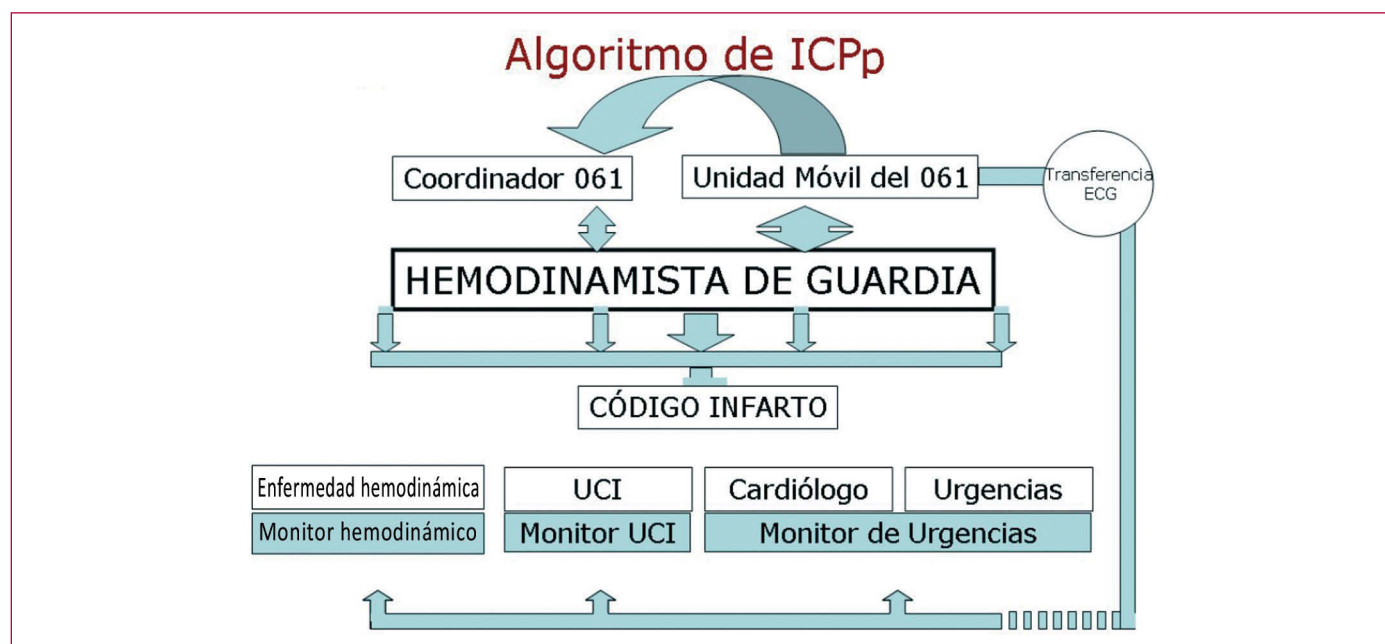 Algoritmo de ICPp
Coordinador 061
Unidad Móvil del 061
Transferencia
ECG
HEMODINAMISTA DE GUARDIA
CÓDIGO INFARTO
Enfermedad hemodinámica
UCI
Cardiólogo
Urgencias
Monitor hemodinámico
Monitor UCI
Monitor de Urgencias